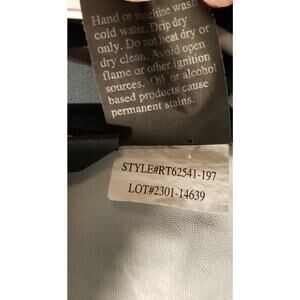 Hand or machine wash
cold water. Drip dry
only. Do not heat dry or
dry clean. Avoid open
flame or other ignition
sources. Oil or alcohol
based products cause
permanent stains.
STYLE#RT62541-197
LOT#2301-14639